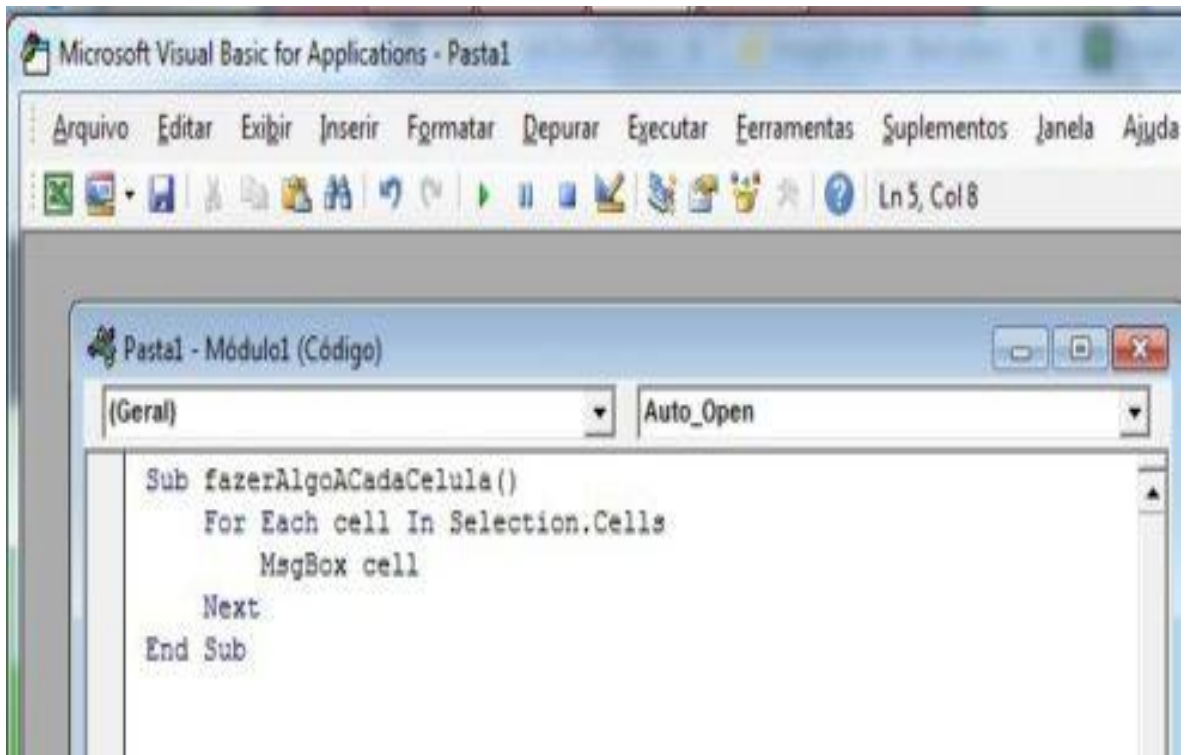 Microsoft Visual Basic for Applications - Pasta1
Arquivo Editar Exibir Inserir Formatar Depurar Executar Ferramentas Suplementos Janela Ajuda
Ln 5, Col 8
Pasta1 - Módulo1 (Código)
(Geral) Auto_Open
Sub fazerAlgoACadaCelula()
For Each cell In Selection.Cells
MsgBox cell
Next
End Sub